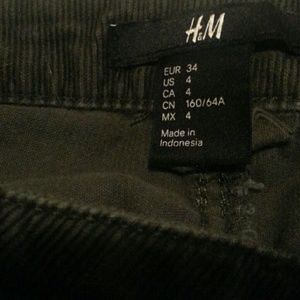 H&M
EUR 34
US 4
CA 4
CN 160/64A
MX 4
Made in
Indonesia